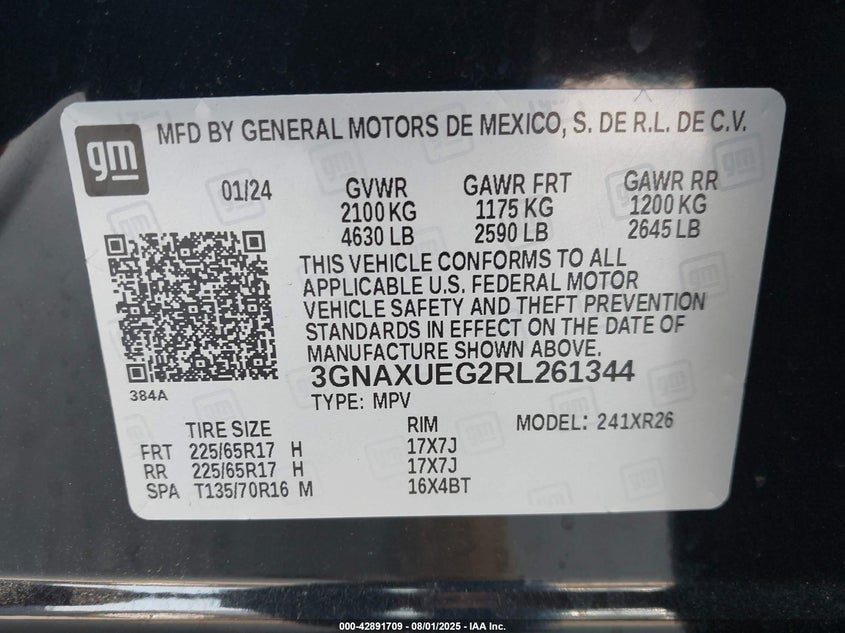 gm
MFD BY GENERAL MOTORS DE MEXICO, S. DE R.L. DE C.V.
01/24 GVWR GAWR FRT GAWR RR
2100 KG 1175 KG 1200 KG
4630 LB 2590 LB 2645 LB
THIS VEHICLE CONFORMS TO ALL
APPLICABLE U.S. FEDERAL MOTOR
VEHICLE SAFETY AND THEFT PREVENTION
STANDARDS IN EFFECT ON THE DATE OF
MANUFACTURE SHOWN ABOVE.
3GNAXUEG2RL261344
384A
TYPE: MPV
TIRE SIZE RIM MODEL: 241XR26
FRT 225/65R17 H 17X7J
RR 225/65R17 H 17X7J
SPA T135/70R16 M 16X4BT
000-42891709 - 08/01/2025 - IAA Inc.